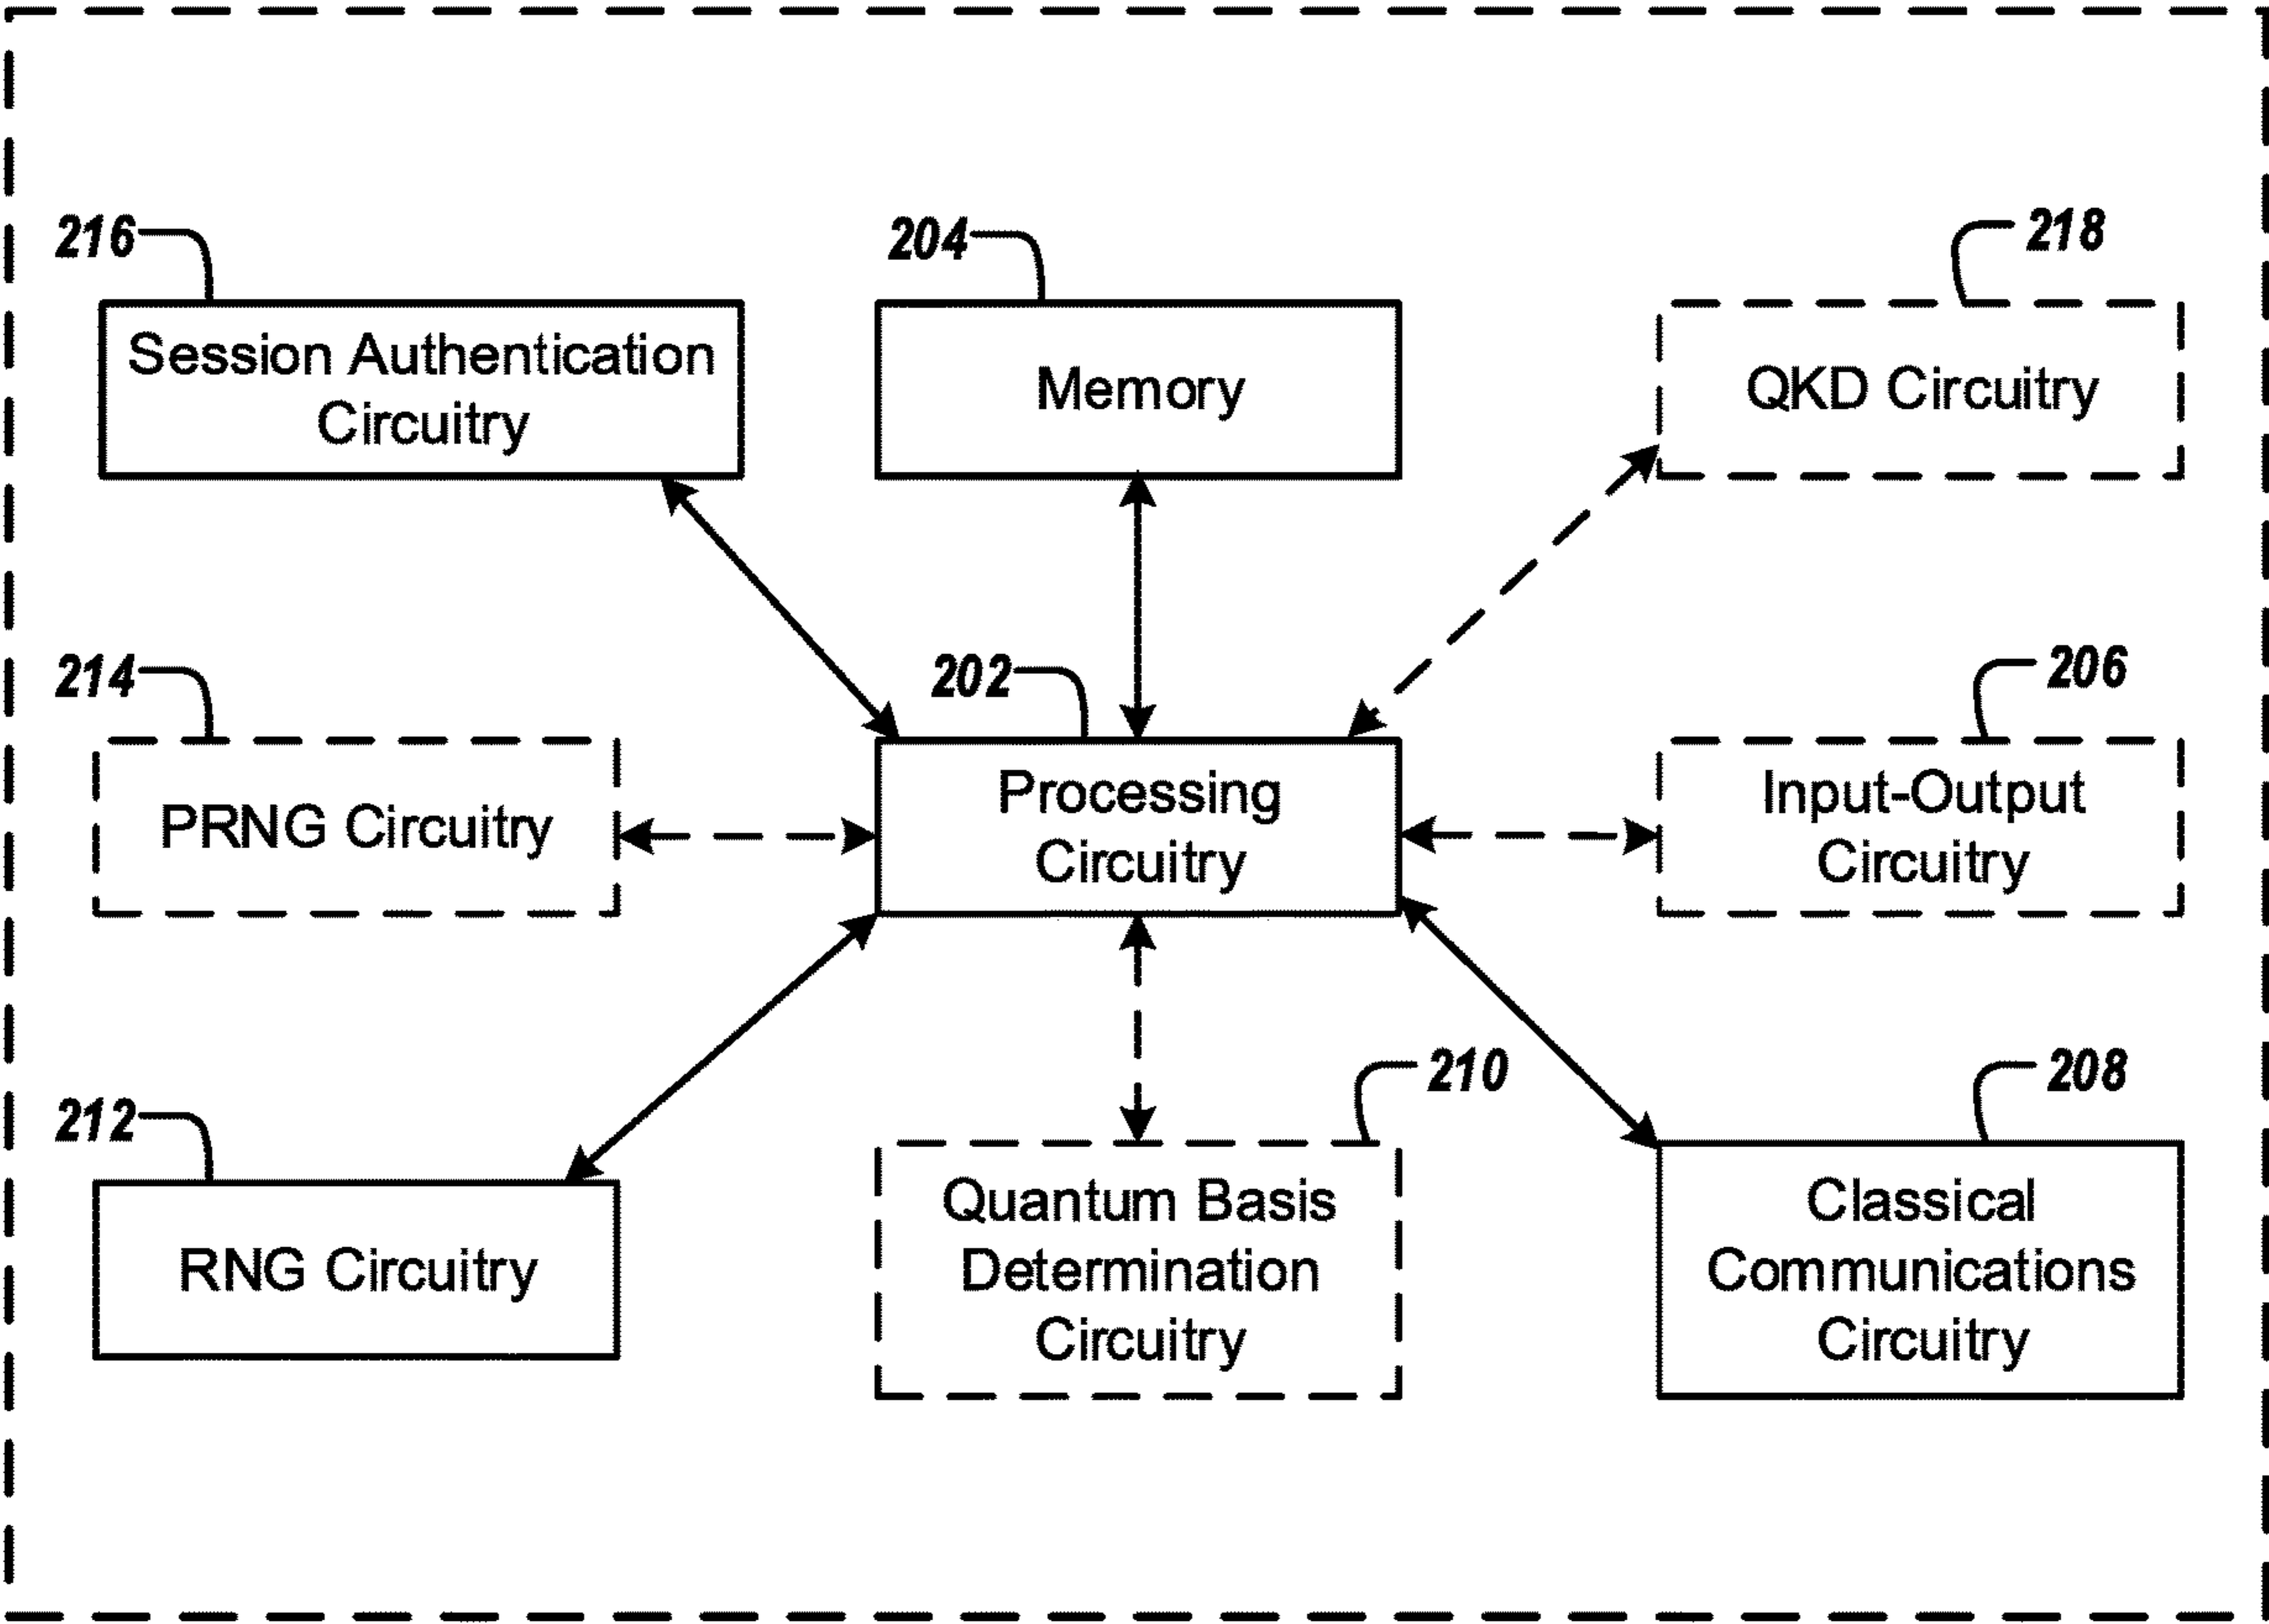 216
204
218
Session Authentication
Circuitry
Memory
QKD Circuitry
214
202
206
PRNG Circuitry
Processing
Circuitry
Input-Output
Circuitry
212
210
208
RNG Circuitry
Quantum Basis
Determination
Circuitry
Classical
Communications
Circuitry